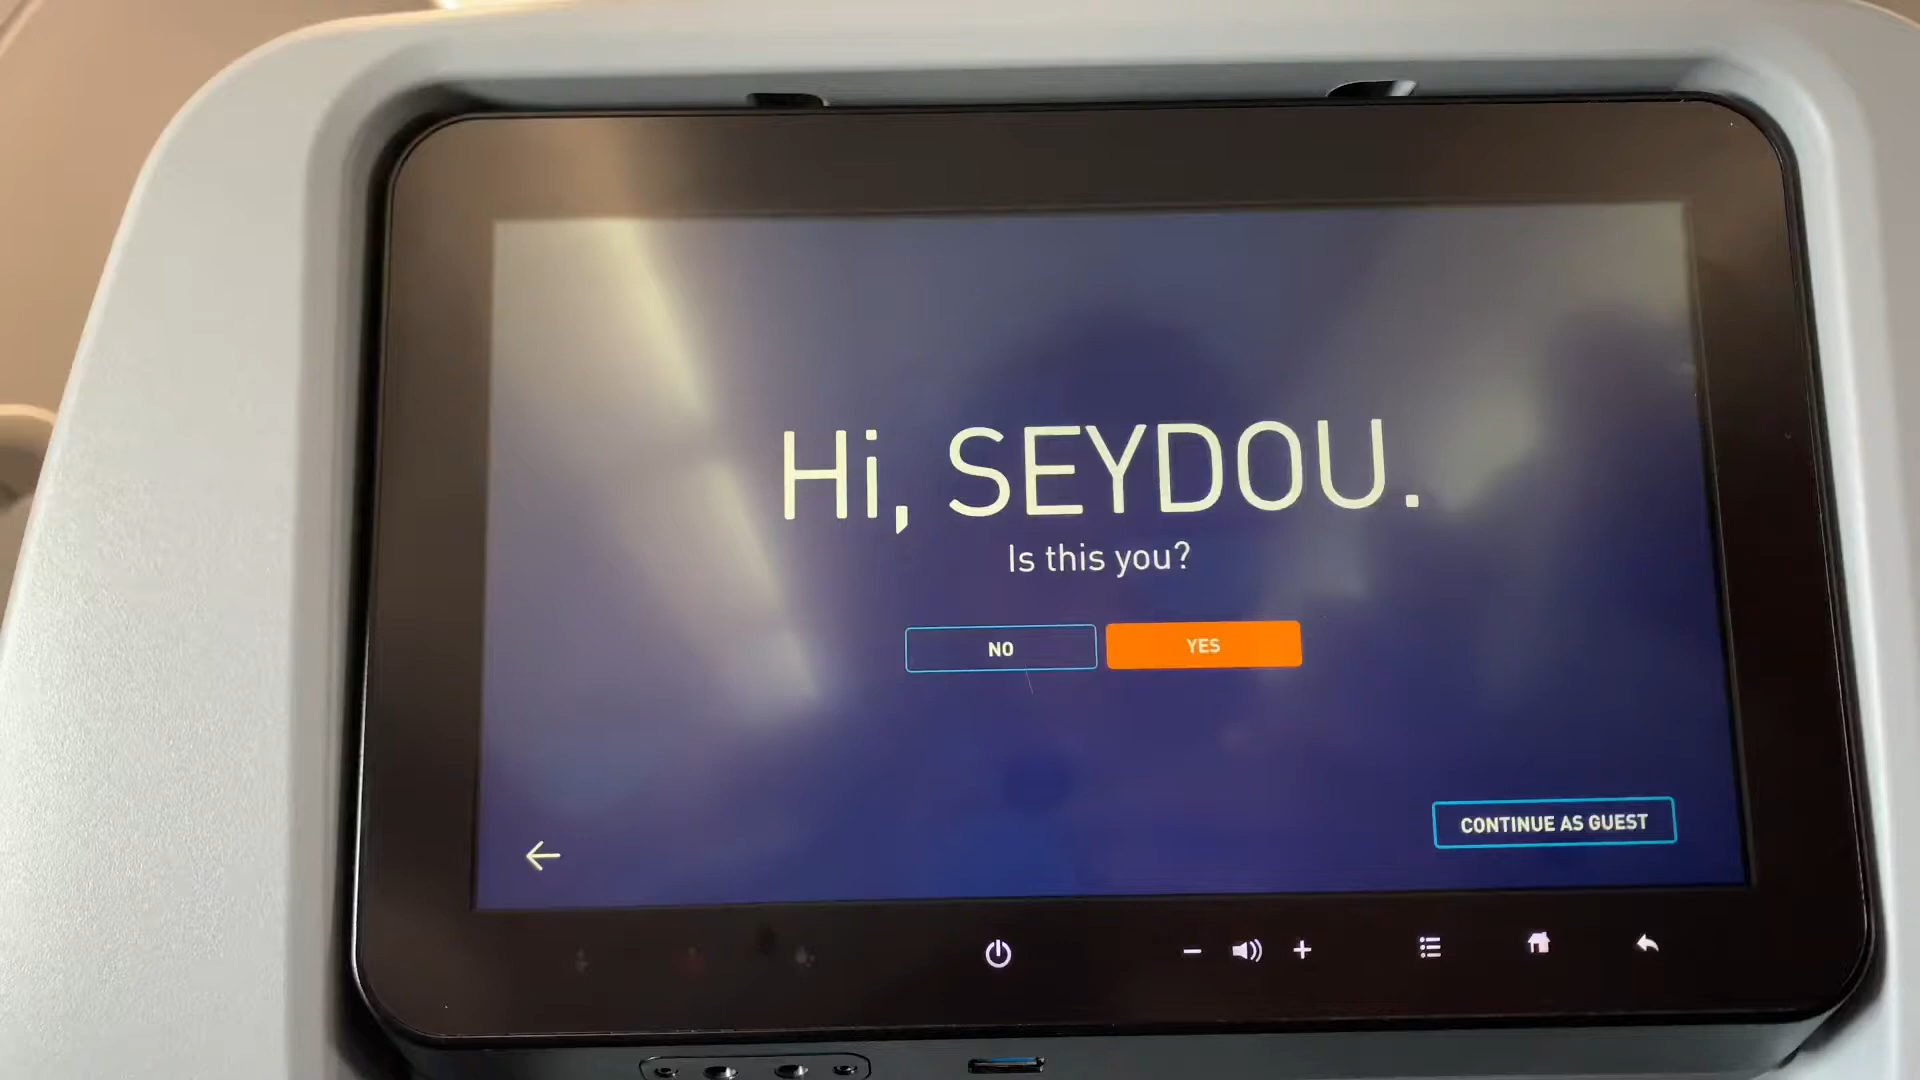 Hi, SEYDOU.
Is this you?
NO
YES
CONTINUE AS GUEST